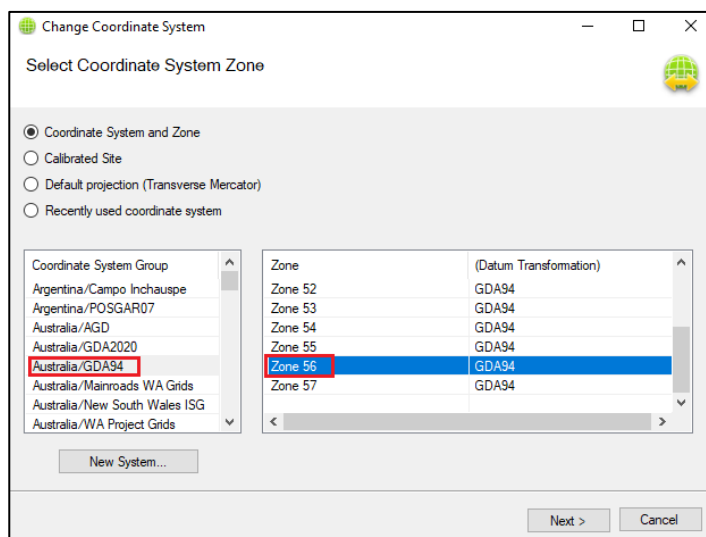 Change Coordinate System
Select Coordinate System Zone
Coordinate System and Zone
Calibrated Site
Default projection (Transverse Mercator)
Recently used coordinate system
Coordinate System Group
Argentina/Campo Inchauspe
Argentina/POSGAR07
Australia/AGD
Australia/GDA2020
Australia/GDA94
Australia/Mainroads WA Grids
Australia/New South Wales ISG
Australia/WA Project Grids
Zone (Datum Transformation)
Zone 52 GDA94
Zone 53 GDA94
Zone 54 GDA94
Zone 55 GDA94
Zone 56 GDA94
Zone 57 GDA94
New System...
Next > Cancel